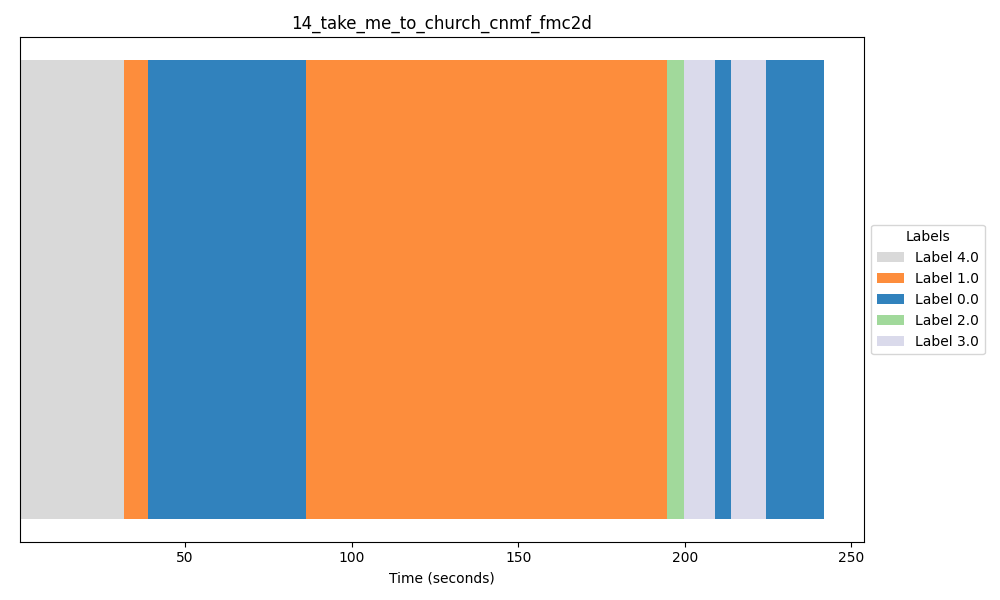 14_take_me_to_church_cnmf_fmc2d
Labels
Label 4.0
Label 1.0
Label 0.0
Label 2.0
Label 3.0
50
100
150
200
250
Time (seconds)